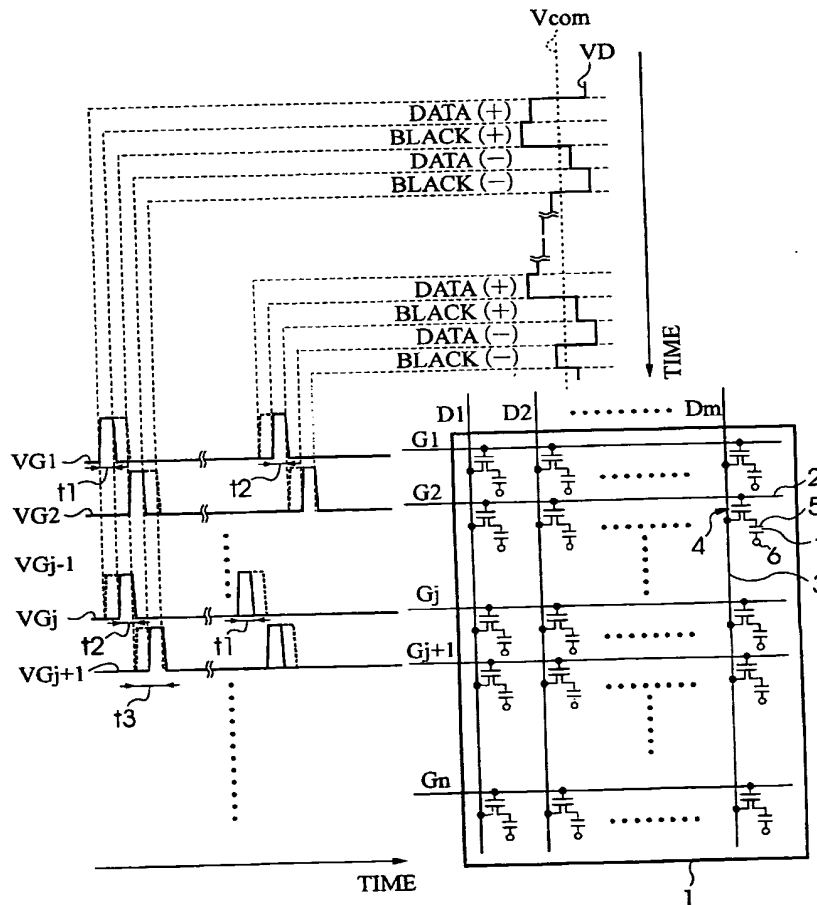 Vcom
VD
DATA (+)
BLACK (+)
DATA (−)
BLACK (−)
DATA (+)
BLACK (+)
DATA (−)
BLACK (−)
TIME
D1 D2 Dm
VG1 G1
t1 t2
VG2 G2 2
5
4 6
VGj-1
VGj Gj
t2 t1
VGj+1 Gj+1
t3
Gn
TIME
1